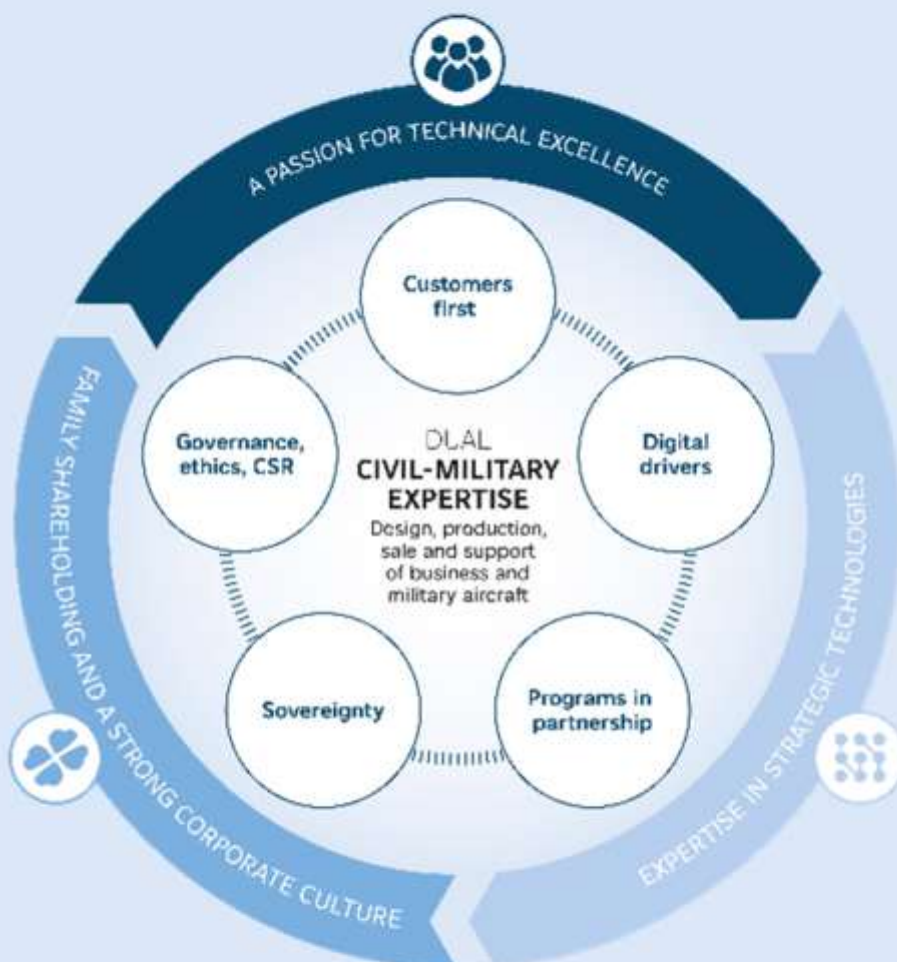 A PASSION FOR TECHNICAL EXCELLENCE
Customers
first
Governance,
ethics, CSR
Digital
drivers
DUAL
CIVIL-MILITARY
EXPERTISE
Design, production,
sale and support
of business and
military aircraft
Sovereignty
Programs in
partnership
FAMILY SHAREHOLDING AND A STRONG CORPORATE CULTURE
EXPERTISE IN STRATEGIC TECHNOLOGIES